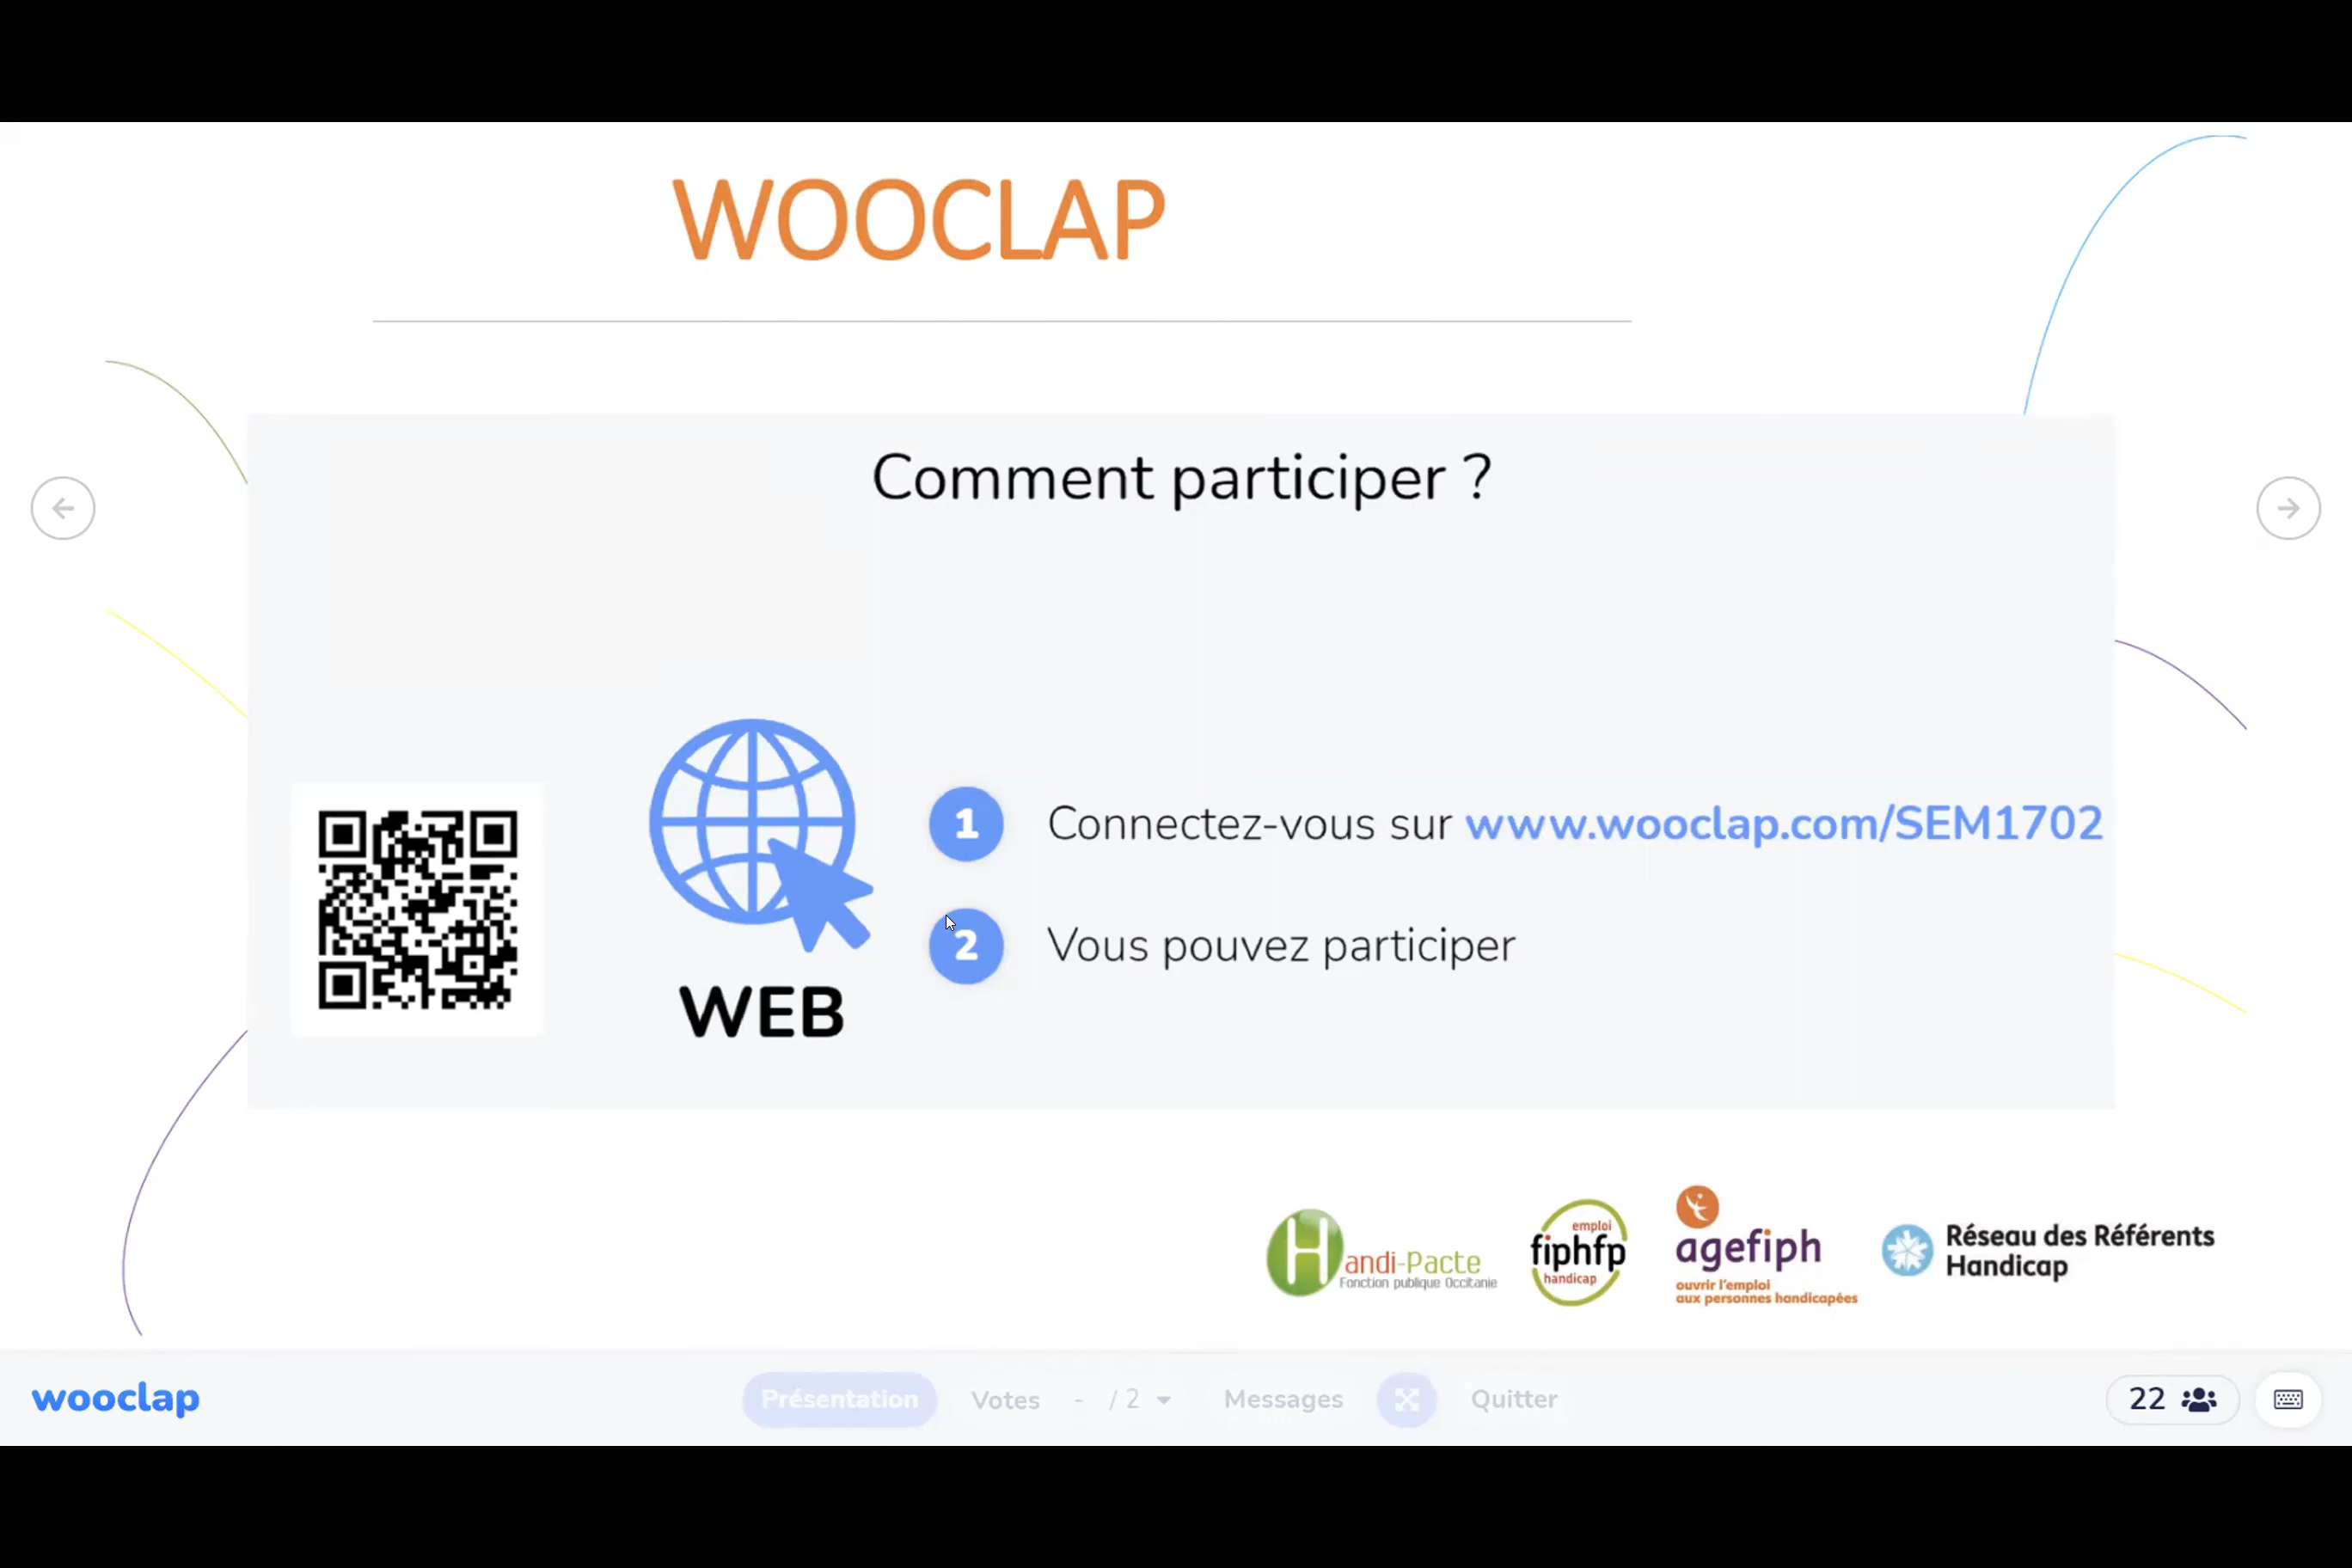 WOOCLAP
Comment participer ?
1 Connectez-vous sur www.wooclap.com/SEM1702
2 Vous pouvez participer
WEB
Handi-Pacte
Fonction publique Occitanie
emploi
fiphfp
handicap
agefiph
ouvrir l'emploi
aux personnes handicapées
Réseau des Référents
Handicap
wooclap Présentation Votes - / 2 Messages Quitter 22